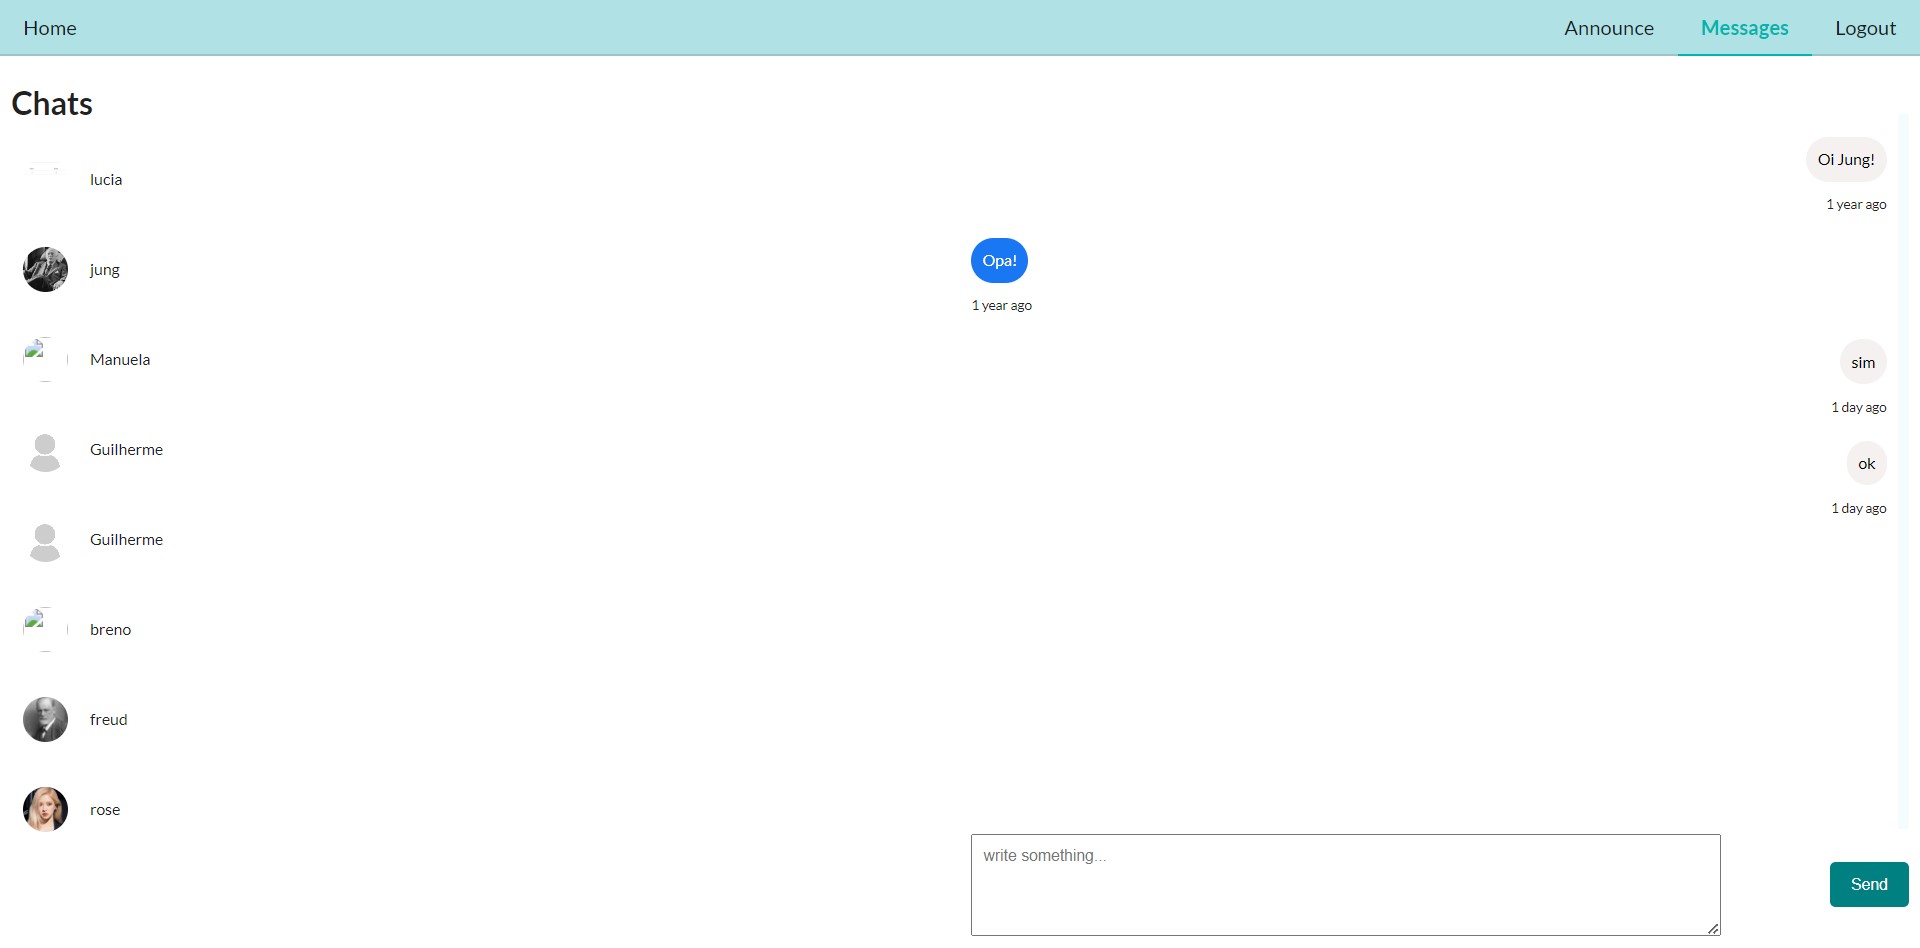 Home
Announce
Messages
Logout
Chats
lucia
jung
Manuela
Guilherme
Guilherme
breno
freud
rose
Oi Jung!
1 year ago
Opa!
1 year ago
sim
1 day ago
ok
1 day ago
write something...
Send